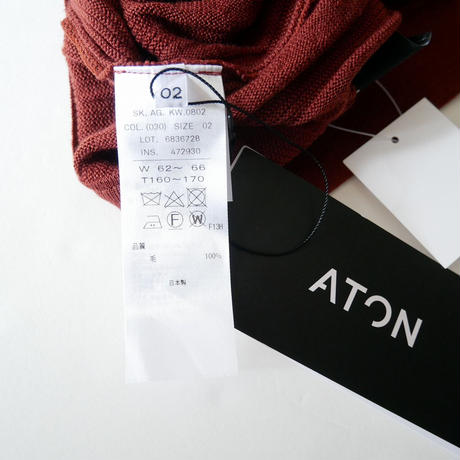 02
SK. AG. KW.0802
COL. (030) SIZE 02
LOT. 6836728
INS. 472930
W 62～ 66
T160～170
F W F13H
品質
毛 100%
日本製
ATON